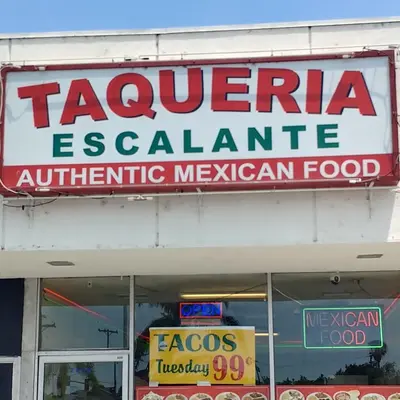 TAQUERIA
ESCALANTE
AUTHENTIC MEXICAN FOOD
OPEN
MEXICAN
FOOD
TACOS
Tuesday 99¢